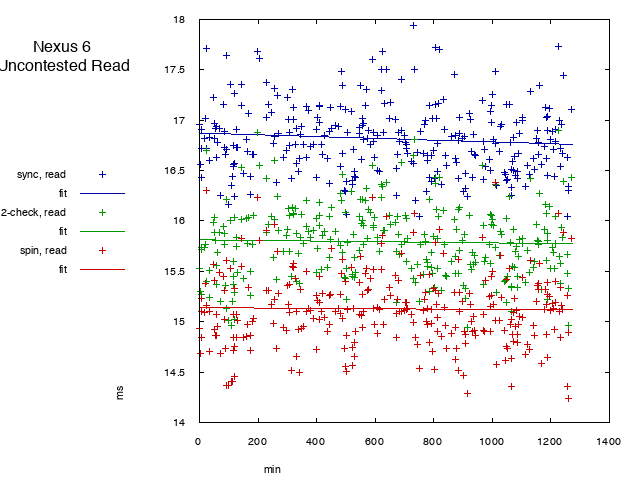 Nexus 6
Uncontested Read
sync, read
fit
2-check, read
fit
spin, read
fit
ms
18
17.5
17
16.5
16
15.5
15
14.5
14
0
200
400
600
800
1000
1200
1400
min